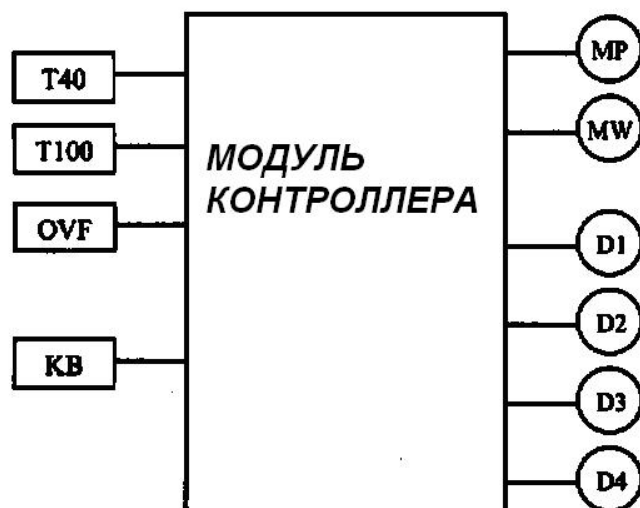 T40
T100
OVF
KB
МОДУЛЬ
КОНТРОЛЛЕРА
MP
MW
D1
D2
D3
D4